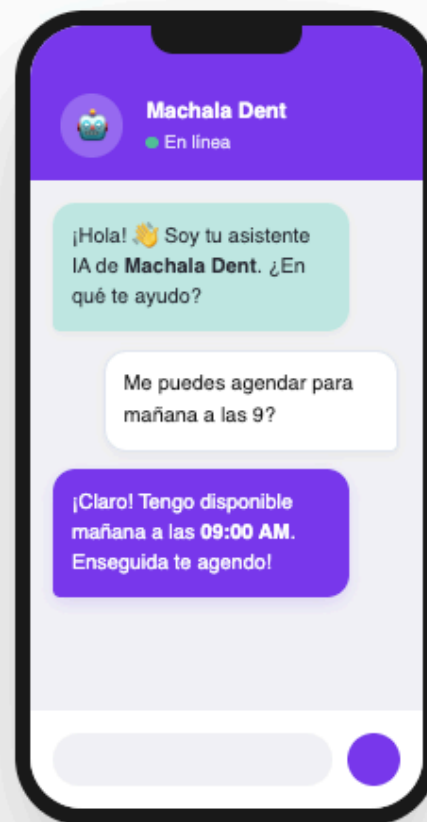 Machala Dent
En línea
¡Hola! 👋 Soy tu asistente
IA de Machala Dent. ¿En
qué te ayudo?
Me puedes agendar para
mañana a las 9?
¡Claro! Tengo disponible
mañana a las 09:00 AM.
Enseguida te agendo!